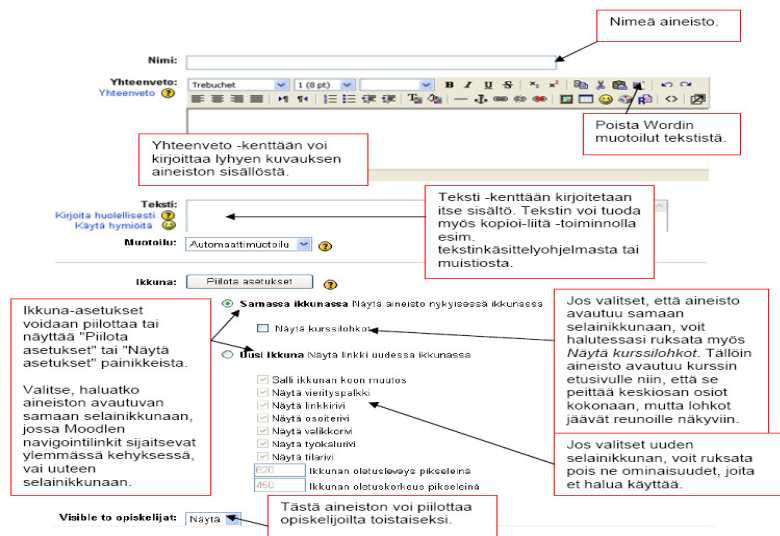 Nimeä aineisto.
Nimi:
Yhteenveto:
Yhteenveto
Trebuchet
1 (8 pt)
Poista Wordin
muotoilut tekstistä.
Yhteenveto -kenttään voi
kirjoittaa lyhyen kuvauksen
aineiston sisällöstä.
Teksti:
Kirjoita huolellisesti
Käytä hymiöitä
Teksti -kenttään kirjoitetaan
itse sisältö. Tekstin voi tuoda
myös kopioi-liitä -toiminnolla
esim.
tekstinkäsittelyohjelmasta tai
muistiosta.
Muotoilu:
Automaattimuotoilu
Ikkuna:
Piilota asetukset
Samassa ikkunassa Näytä aineisto nykyisessä ikkunassa
Näytä kurssilohkot
Uusi ikkuna Näytä linkki uudessa ikkunassa
Salli ikkunan koon muutos
Näytä vierityspalkki
Näytä linkkirivi
Näytä osoiterivi
Näytä valikkorivi
Näytä työkalurivi
Näytä tilarivi
620 Ikkunan oletusleveys pikseleinä
450 Ikkunan oletuskorkeus pikseleinä
Ikkuna-asetukset
voidaan piilottaa tai
näyttää "Piilota
asetukset" tai "Näytä
asetukset" painikkeista.
Valitse, haluatko
aineiston avautuvan
samaan selainikkunaan,
jossa Moodlen
navigointilinkit sijaitsevat
ylemmässä kehyksessä,
vai uuteen
selainikkunaan.
Jos valitset, että aineisto
avautuu samaan
selainikkunaan, voit
halutessasi ruksata myös
Näytä kurssilohkot. Tällöin
aineisto avautuu kurssin
etusivulle niin, että se
peittää keskiosan osiot
kokonaan, mutta lohkot
jäävät reunoille näkyviin.
Jos valitset uuden
selainikkunan, voit ruksata
pois ne ominaisuudet, joita
et halua käyttää.
Visible to opiskelijat:
Näytä
Tästä aineiston voi piilottaa
opiskelijoilta toistaiseksi.